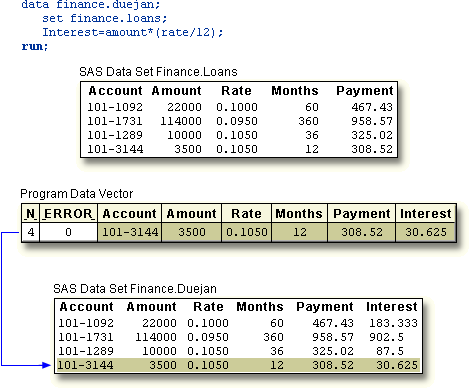 data finance.duejan;
set finance.loans;
Interest=amount*(rate/12);
run;
SAS Data Set Finance.Loans
Account Amount Rate Months Payment
101-1092 22000 0.1000 60 467.43
101-1731 114000 0.0950 360 958.57
101-1289 10000 0.1050 36 325.02
101-3144 3500 0.1050 12 308.52
Program Data Vector
_N_ _ERROR_ Account Amount Rate Months Payment Interest
4 0 101-3144 3500 0.1050 12 308.52 30.625
SAS Data Set Finance.Duejan
Account Amount Rate Months Payment Interest
101-1092 22000 0.1000 60 467.43 183.333
101-1731 114000 0.0950 360 958.57 902.5
101-1289 10000 0.1050 36 325.02 87.5
101-3144 3500 0.1050 12 308.52 30.625